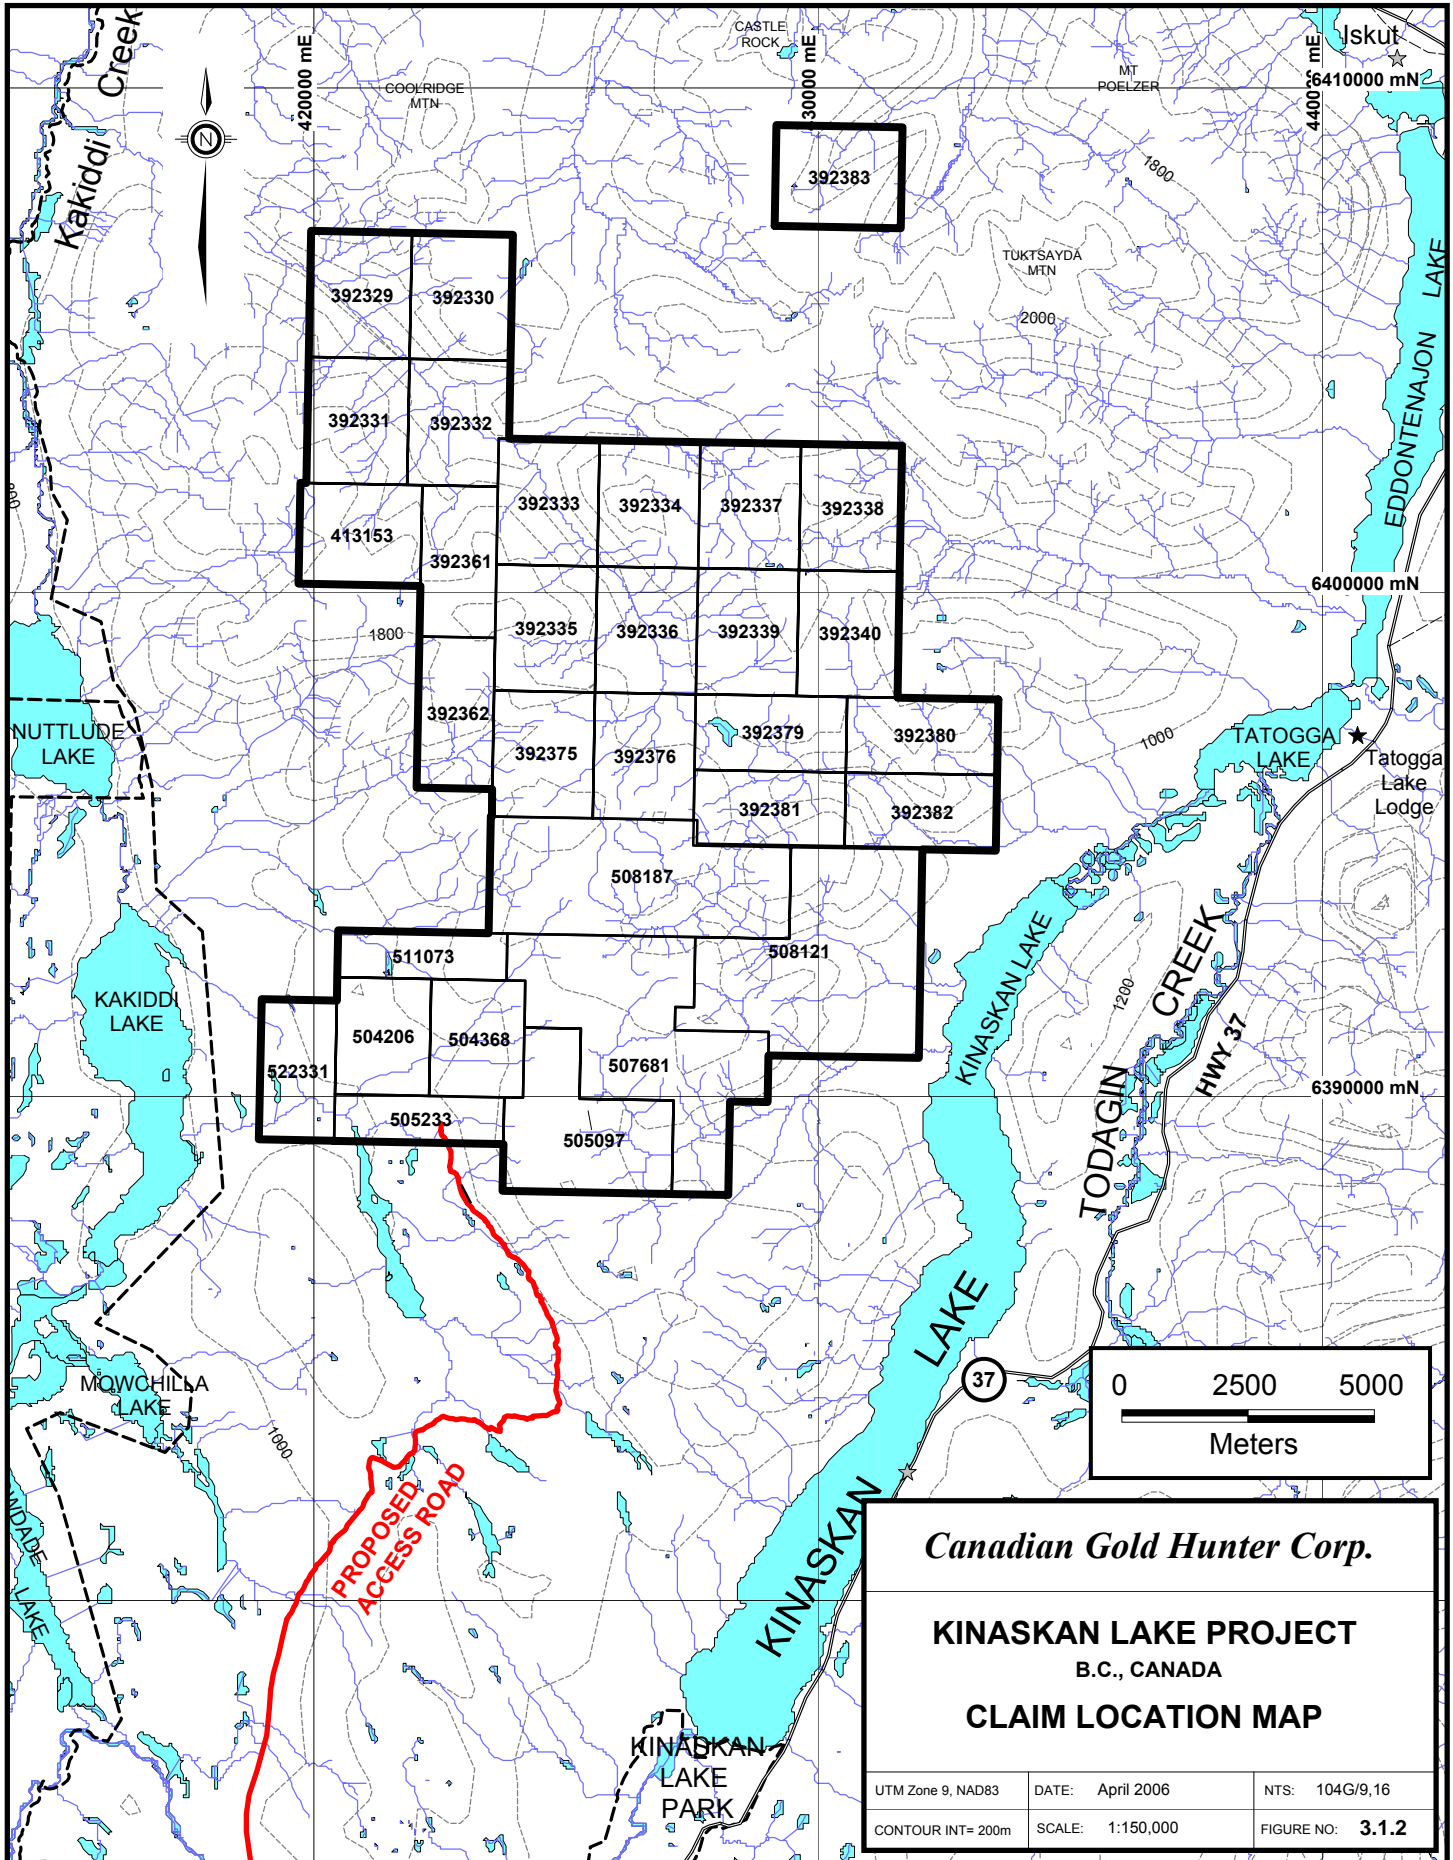 Kakiddi
Creek
CASTLE
ROCK
Iskut
420000 mE
30000 mE
6410000 mN
COOLRIDGE
MTN
MT
POELZER
N
1800
392383
TUKTSAYDA
MTN
2000
EDDONTENAJON LAKE
392329
392330
392331
392332
392333
392334
392337
392338
413153
392361
6400000 mN
1800
392335
392336
392339
392340
392362
392375
392376
392379
392380
1000
NUTTLUDE
LAKE
TATOGGA
LAKE
Tatogga
Lake
Lodge
392381
392382
508187
508121
511073
KINASKAN LAKE
1200
TODAGIN CREEK
HWY 37
KAKIDDI
LAKE
504206
504368
522331
507681
6390000 mN
505233
505097
MOWCHILLA
LAKE
1000
37
0 2500 5000
Meters
PROPOSED
ACCESS ROAD
KINASKAN LAKE
LAKE
KINASKAN
LAKE
PARK
Canadian Gold Hunter Corp.
KINASKAN LAKE PROJECT
B.C., CANADA
CLAIM LOCATION MAP
UTM Zone 9, NAD83
DATE: April 2006
NTS: 104G/9,16
CONTOUR INT= 200m
SCALE: 1:150,000
FIGURE NO: 3.1.2